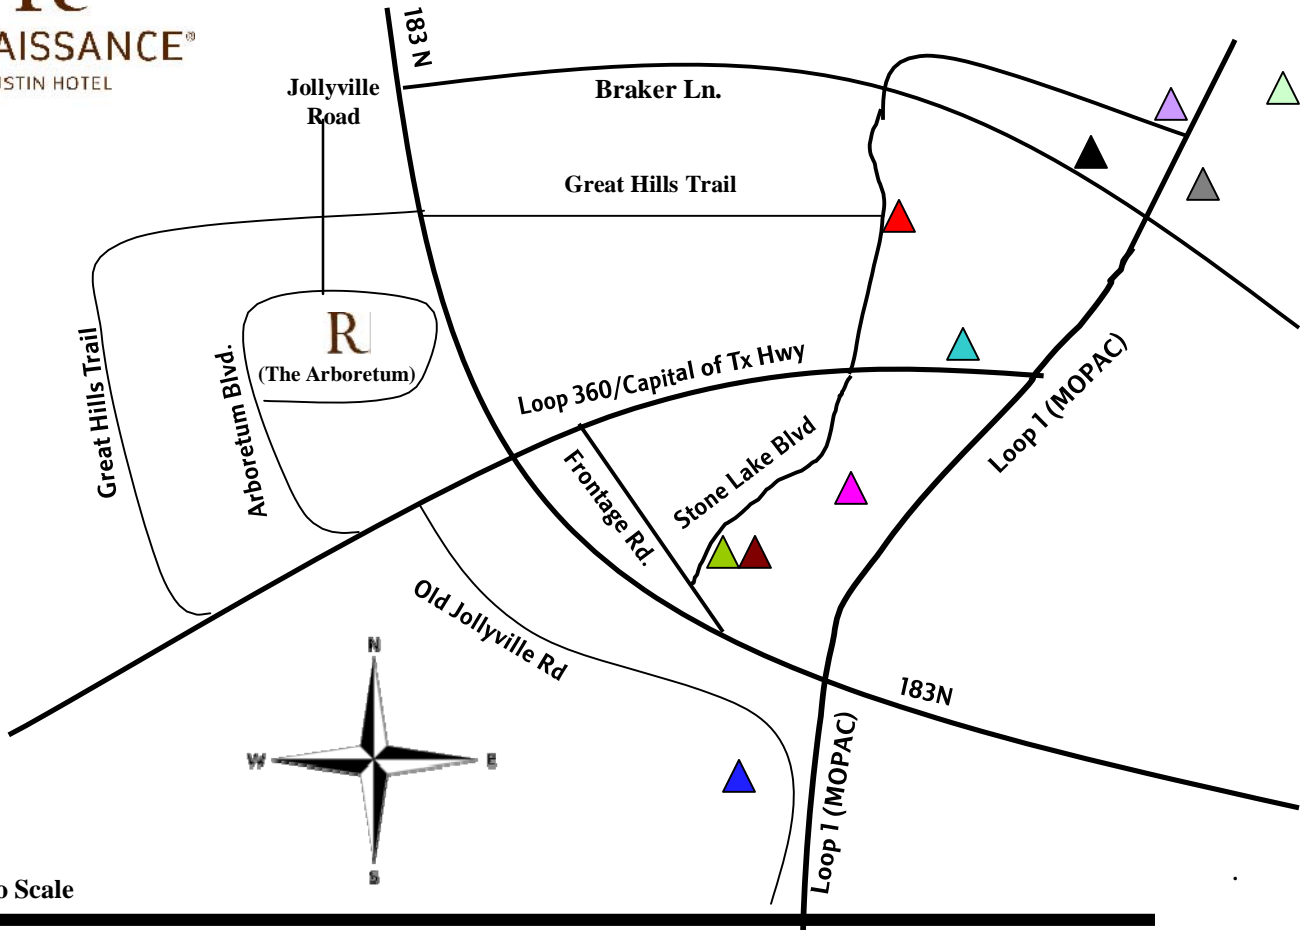 AISSANCE®
STIN HOTEL
183 N
Jollyville
Road
Braker Ln.
Great Hills Trail
R
(The Arboretum)
Great Hills Trail
Arboretum Blvd.
Loop 360/Capital of Tx Hwy
Loop 1 (MOPAC)
Frontage Rd.
Stone Lake Blvd
Old Jollyville Rd
N
W
E
S
183N
Loop 1 (MOPAC)
o Scale